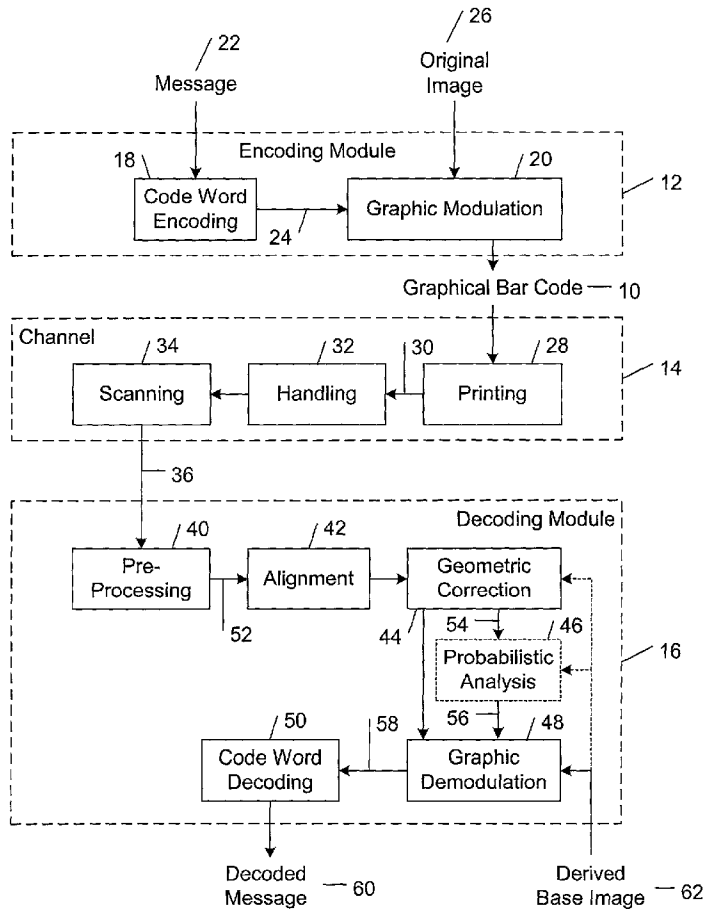 26
22
Original
Image
Message
Encoding Module
18
20
12
Code Word
Encoding
Graphic Modulation
24
Graphical Bar Code
10
Channel
34
32
30
28
14
Scanning
Handling
Printing
36
Decoding Module
40
42
Pre-
Processing
Alignment
Geometric
Correction
52
44
54
46
16
Probabilistic
Analysis
50
58
56
48
Code Word
Decoding
Graphic
Demodulation
Decoded
Message
60
Derived
Base Image
62